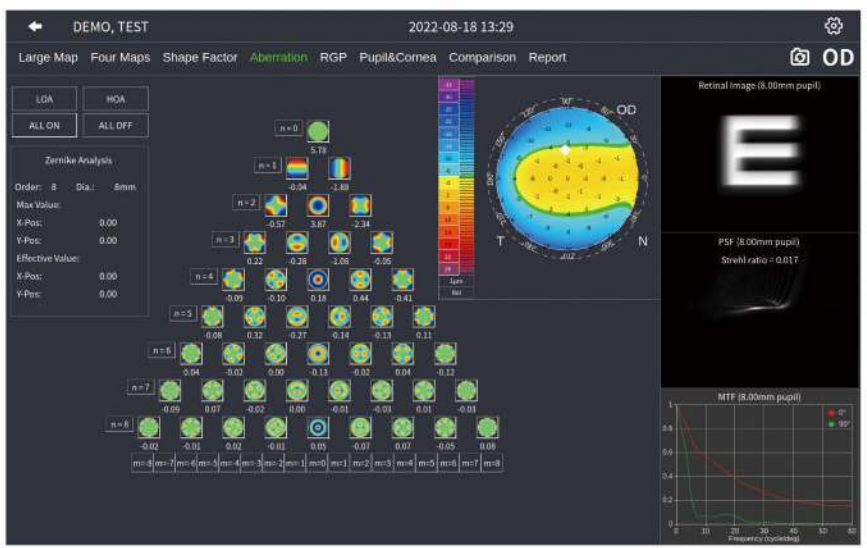 DEMO, TEST 2022-08-18 13:29
Large Map Four Maps Shape Factor Aberration RGP Pupil&Cornea Comparison Report OD
LOA HOA
ALL ON ALL OFF
Zernike Analysis
Order: 8 Dia.: 8mm
Max Value:
X-Pos: 0.00
Y-Pos: 0.00
Effective Value:
X-Pos: 0.00
Y-Pos: 0.00
n=0
5.78
n=1
-0.04 -1.88
n=2
-0.57 3.87 -2.34
n=3
0.22 -0.28 -1.08 -0.05
n=4
-0.09 -0.10 0.18 0.44 -0.41
n=5
-0.08 0.32 -0.27 -0.14 -0.13 0.11
n=6
0.04 -0.02 0.00 -0.13 -0.02 0.04 -0.12
n=7
-0.09 0.07 -0.02 0.00 -0.01 -0.03 0.01 -0.03
-0.02 -0.01 0.02 -0.01 0.05 -0.07 0.07 -0.05 0.08
m=-8 m=-7 m=-6 m=-5 m=-4 m=-3 m=-2 m=-1 m=0 m=1 m=2 m=3 m=4 m=5 m=6 m=7 m=8
OD
T N
1μm
Rel
Retinal Image (8.00mm pupil)
E
PSF (8.00mm pupil)
Strehl ratio = 0.017
MTF (8.00mm pupil)
0°
90°
1
0.8
0.6
0.4
0.2
0
0 10 20 30 40 50 60
Frequency (cycle/deg)